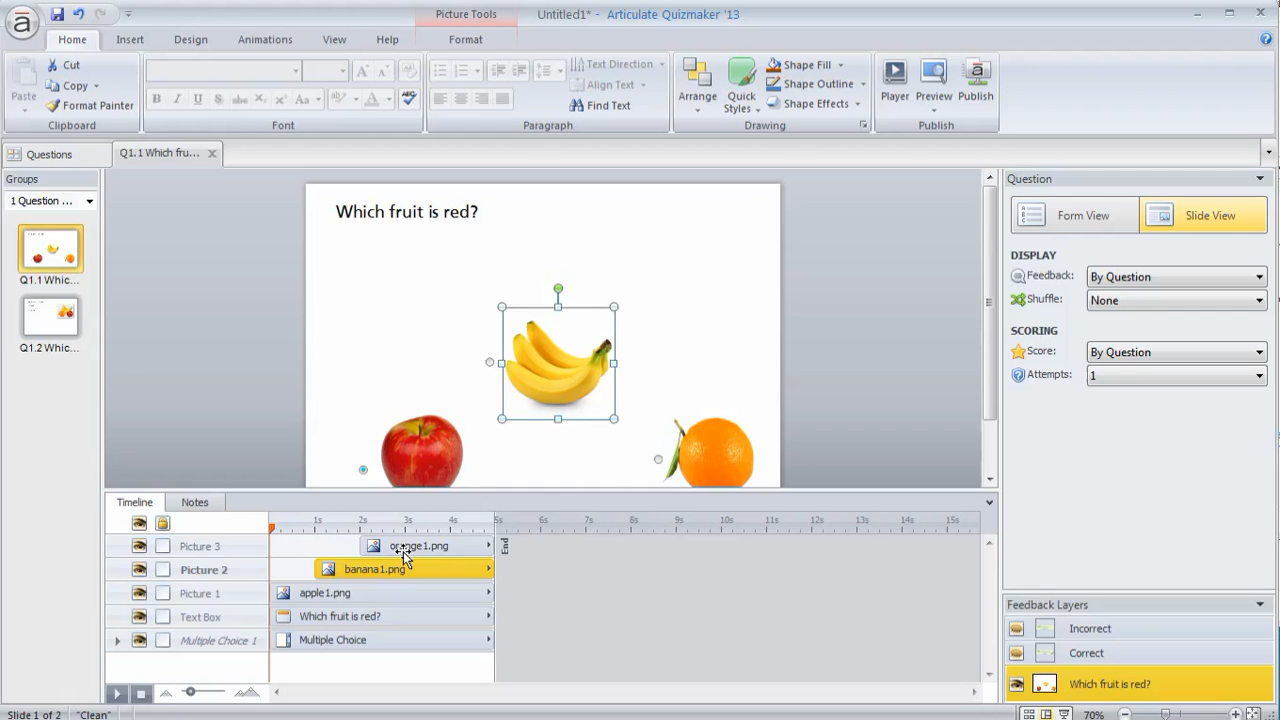 Picture Tools
Untitled1* - Articulate Quizmaker '13
Home
Insert
Design
Animations
View
Help
Format
Paste
Cut
Copy
Format Painter
Clipboard
B I U S abc Aa A
Font
Text Direction
Align Text
Find Text
Paragraph
Arrange
Quick Styles
Shape Fill
Shape Outline
Shape Effects
Drawing
Player
Preview
Publish
Publish
Questions
Q1.1 Which fru...
Groups
1 Question ...
Q1.1 Whic...
Q1.2 Whic...
Which fruit is red?
Question
Form View
Slide View
DISPLAY
Feedback: By Question
Shuffle: None
SCORING
Score: By Question
Attempts: 1
Timeline
Notes
1s 2s 3s 4s 5s 6s 7s 8s 9s 10s 11s 12s 13s 14s 15s
Picture 3 orange1.png
Picture 2 banana1.png
Picture 1 apple1.png
Text Box Which fruit is red?
Multiple Choice 1 Multiple Choice
End
Feedback Layers
Incorrect
Correct
Which fruit is red?
Slide 1 of 2 "Clean" 70%